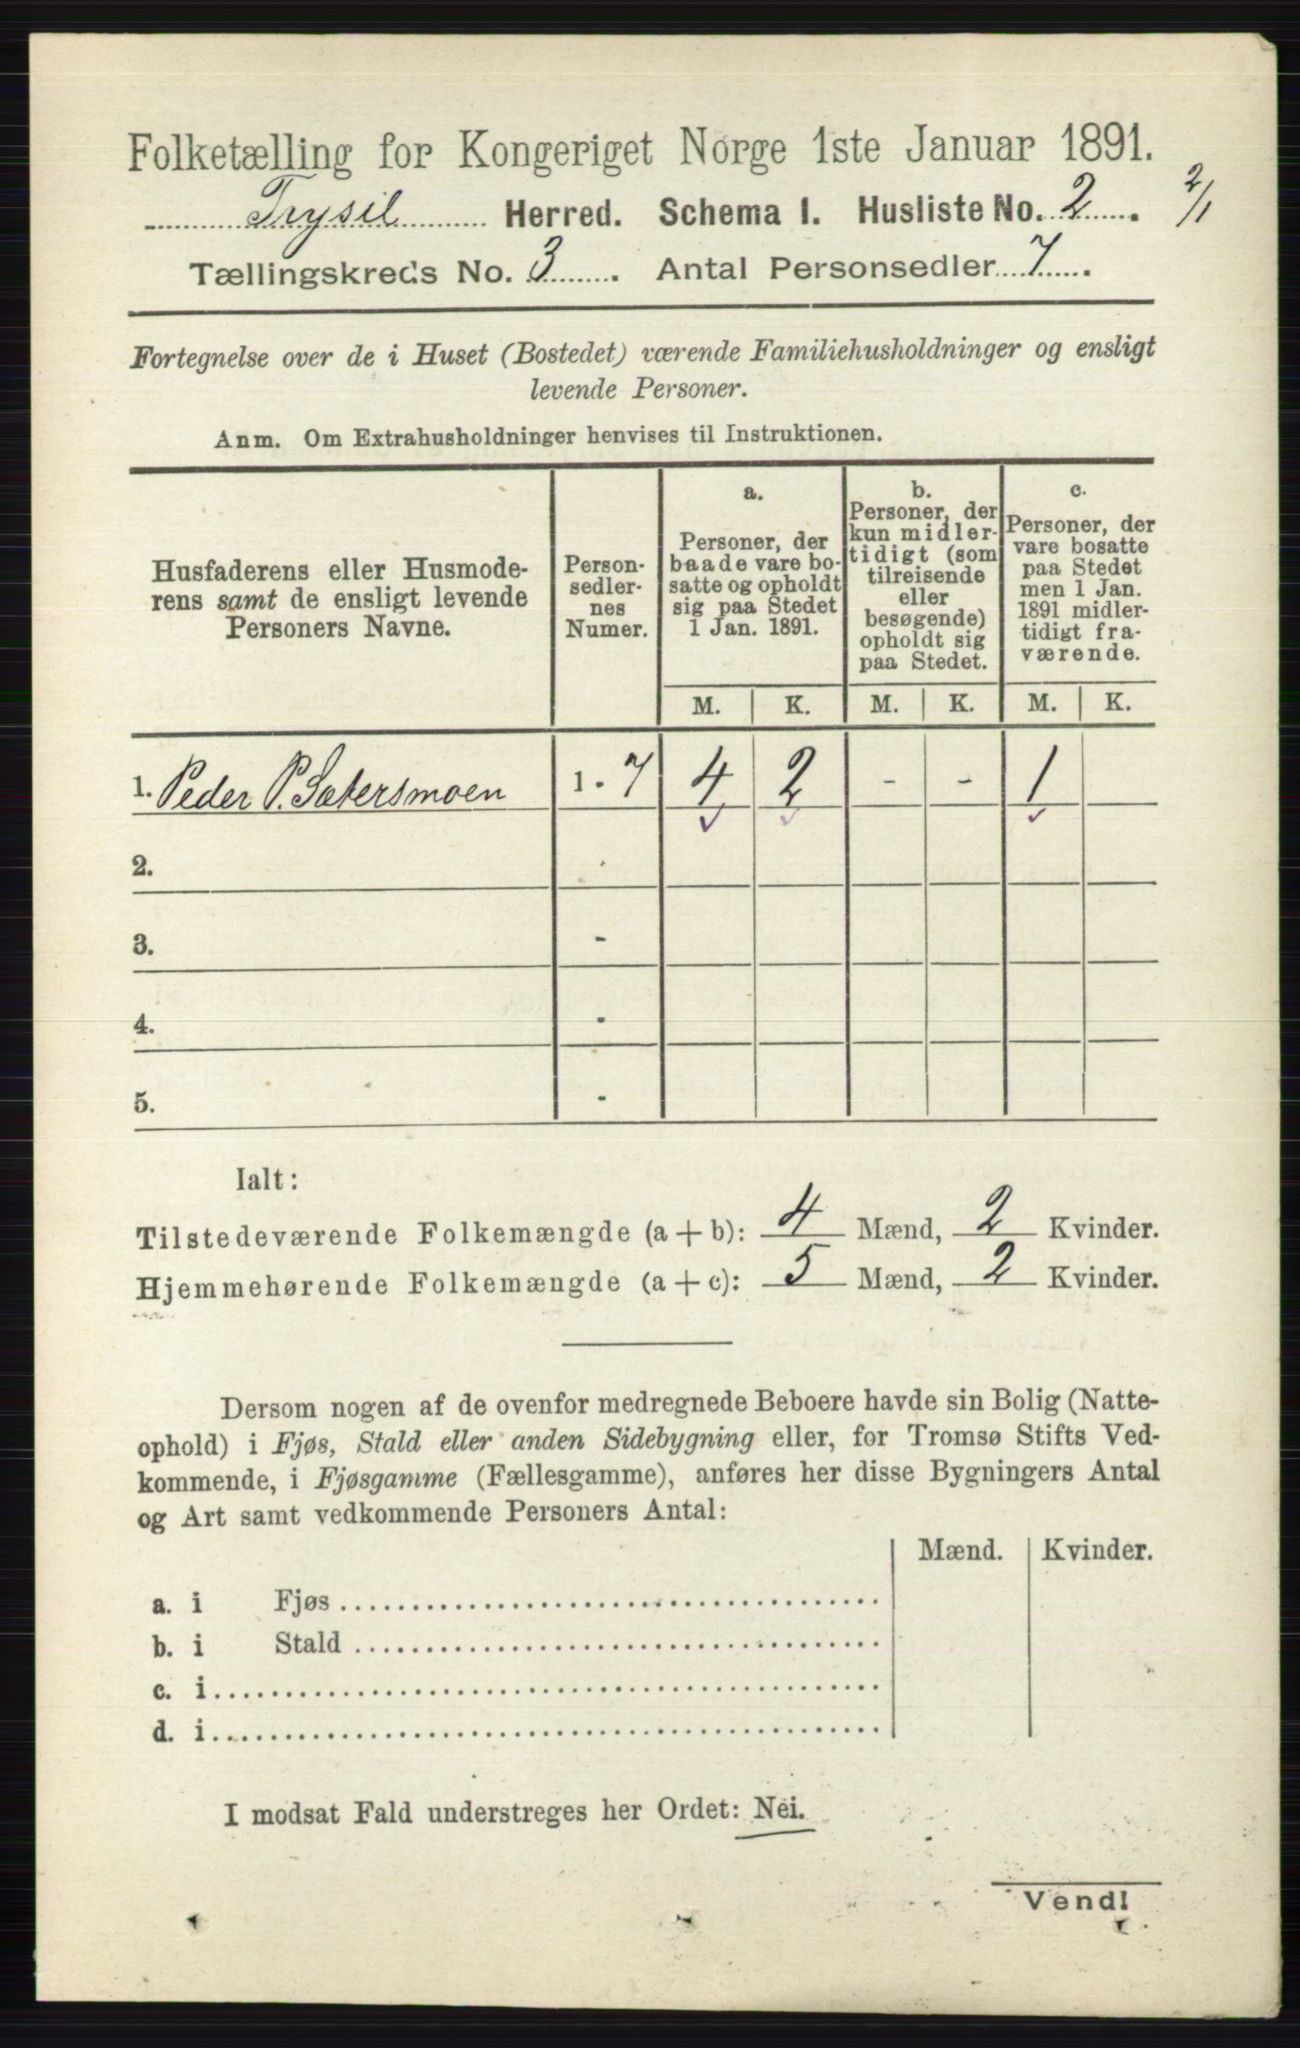 Folketælling for Kongeriget Norge 1ste Januar 1891.
Trysil Herred. Schema 1. Husliste No. 2. 2/1
Tællingskreds No. 3. Antal Personsedler 7.
Fortegnelse over de i Huset (Bostedet) værende Familiehusholdninger og ensligt
levende Personer.
Anm. Om Extrahusholdninger henvises til Instruktionen.
Husfaderens eller Husmode-
rens samt de ensligt levende
Personers Navne.
Person-
sedler-
nes
Numer.
a.
Personer, der
baade vare bo-
satte og opholdt
sig paa Stedet
1 Jan. 1891.
b.
Personer, der
kun midler-
tidigt (som
tilreisende
eller
besøgende)
opholdt sig
paa Stedet.
c.
Personer, der
vare bosatte
paa Stedet
men 1 Jan.
1891 midler-
tidigt fra-
værende.
M. K. M. K. M. K.
1. Peder P. Sætersmoen 1 - 7 4 2 - - 1
2. -
3. -
4. -
5. -
Ialt:
Tilstedeværende Folkemængde (a + b): 4 Mænd, 2 Kvinder.
Hjemmehørende Folkemængde (a + c): 5 Mænd, 2 Kvinder.
Dersom nogen af de ovenfor medregnede Beboere havde sin Bolig (Natte-
ophold) i Fjøs, Stald eller anden Sidebygning eller, for Tromsø Stifts Ved-
kommende, i Fjøsgamme (Fællesgamme), anføres her disse Bygningers Antal
og Art samt vedkommende Personers Antal:
Mænd. Kvinder.
a. i Fjøs
b. i Stald
c. i
d. i
I modsat Fald understreges her Ordet: Nei.
Vend!